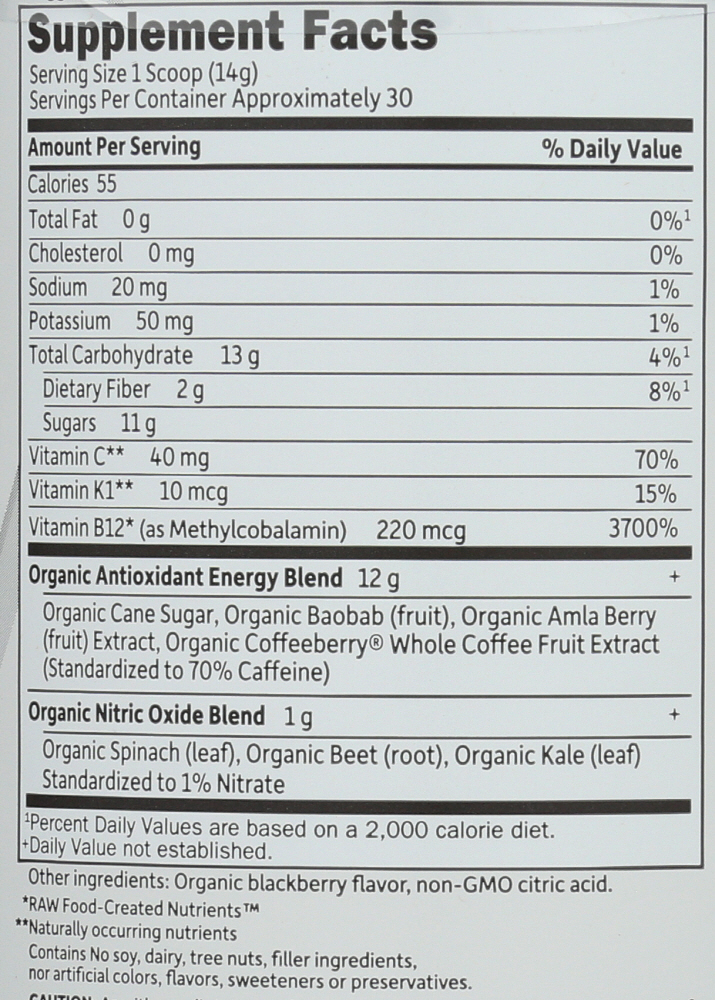 Supplement Facts
Serving Size 1 Scoop (14g)
Servings Per Container Approximately 30
Amount Per Serving % Daily Value
Calories 55
Total Fat 0 g 0%¹
Cholesterol 0 mg 0%
Sodium 20 mg 1%
Potassium 50 mg 1%
Total Carbohydrate 13 g 4%¹
Dietary Fiber 2 g 8%¹
Sugars 11 g
Vitamin C** 40 mg 70%
Vitamin K1** 10 mcg 15%
Vitamin B12* (as Methylcobalamin) 220 mcg 3700%
Organic Antioxidant Energy Blend 12 g +
Organic Cane Sugar, Organic Baobab (fruit), Organic Amla Berry
(fruit) Extract, Organic Coffeeberry® Whole Coffee Fruit Extract
(Standardized to 70% Caffeine)
Organic Nitric Oxide Blend 1 g +
Organic Spinach (leaf), Organic Beet (root), Organic Kale (leaf)
Standardized to 1% Nitrate
¹Percent Daily Values are based on a 2,000 calorie diet.
+Daily Value not established.
Other ingredients: Organic blackberry flavor, non-GMO citric acid.
*RAW Food-Created Nutrients™
**Naturally occurring nutrients
Contains No soy, dairy, tree nuts, filler ingredients,
nor artificial colors, flavors, sweeteners or preservatives.
CAUTION: